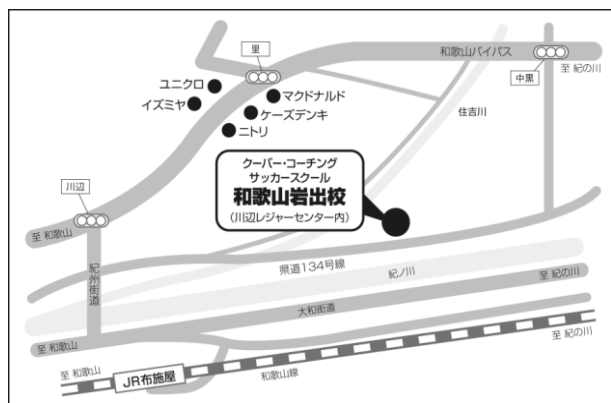 里
和歌山バイパス
中黒
至 紀の川
ユニクロ
イズミヤ
マクドナルド
ケーズデンキ
ニトリ
住吉川
クーバー・コーチング
サッカースクール
和歌山岩出校
(川辺レジャーセンター内)
川辺
至 和歌山
紀州街道
県道134号線
紀ノ川
至 紀の川
大和街道
至 和歌山
至 紀の川
至 和歌山
JR布施屋
和歌山線